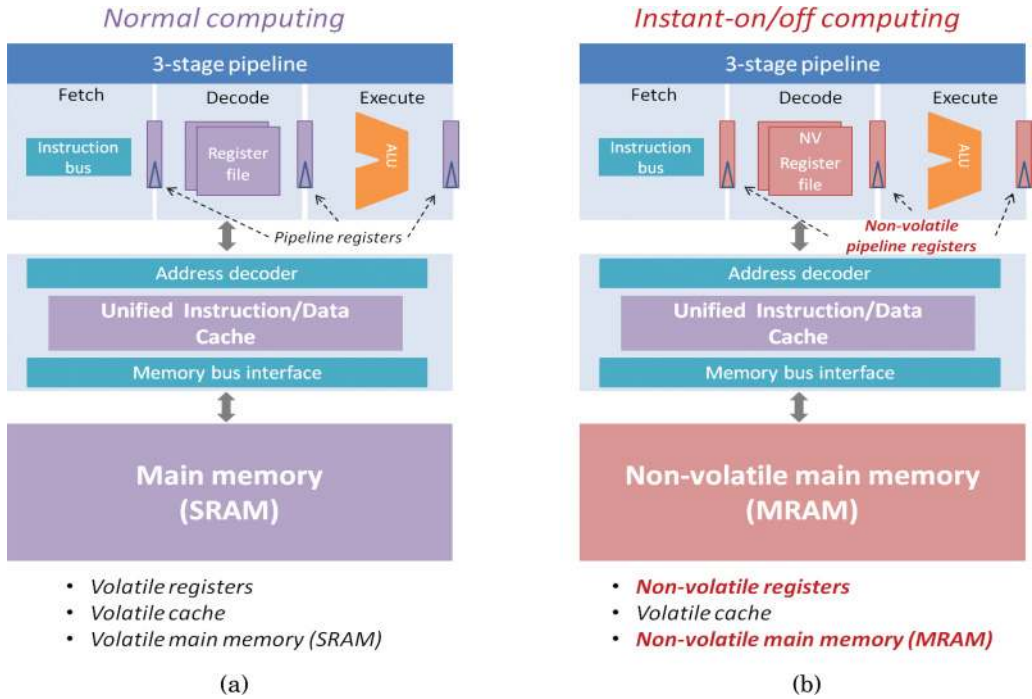 Normal computing
3-stage pipeline
Fetch
Decode
Execute
Instruction
bus
Register
file
ALU
Pipeline registers
Address decoder
Unified Instruction/Data
Cache
Memory bus interface
Main memory
(SRAM)
• Volatile registers
• Volatile cache
• Volatile main memory (SRAM)
(a)
Instant-on/off computing
3-stage pipeline
Fetch
Decode
Execute
Instruction
bus
NV
Register
file
ALU
Non-volatile
pipeline registers
Address decoder
Unified Instruction/Data
Cache
Memory bus interface
Non-volatile main memory
(MRAM)
• Non-volatile registers
• Volatile cache
• Non-volatile main memory (MRAM)
(b)